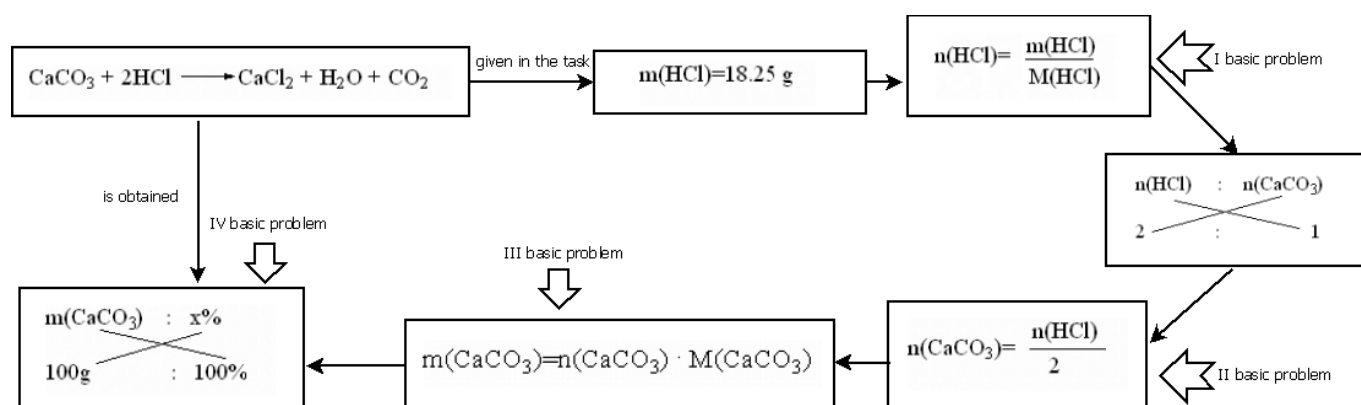 CaCO₃ + 2HCl ⟶ CaCl₂ + H₂O + CO₂
given in the task
m(HCl)=18.25 g
n(HCl)= m(HCl)
M(HCl)
I basic problem
n(HCl) : n(CaCO₃)
2 : 1
is obtained
IV basic problem
III basic problem
m(CaCO₃) : x%
100g : 100%
m(CaCO₃)=n(CaCO₃) · M(CaCO₃)
n(CaCO₃)= n(HCl)
2
II basic problem